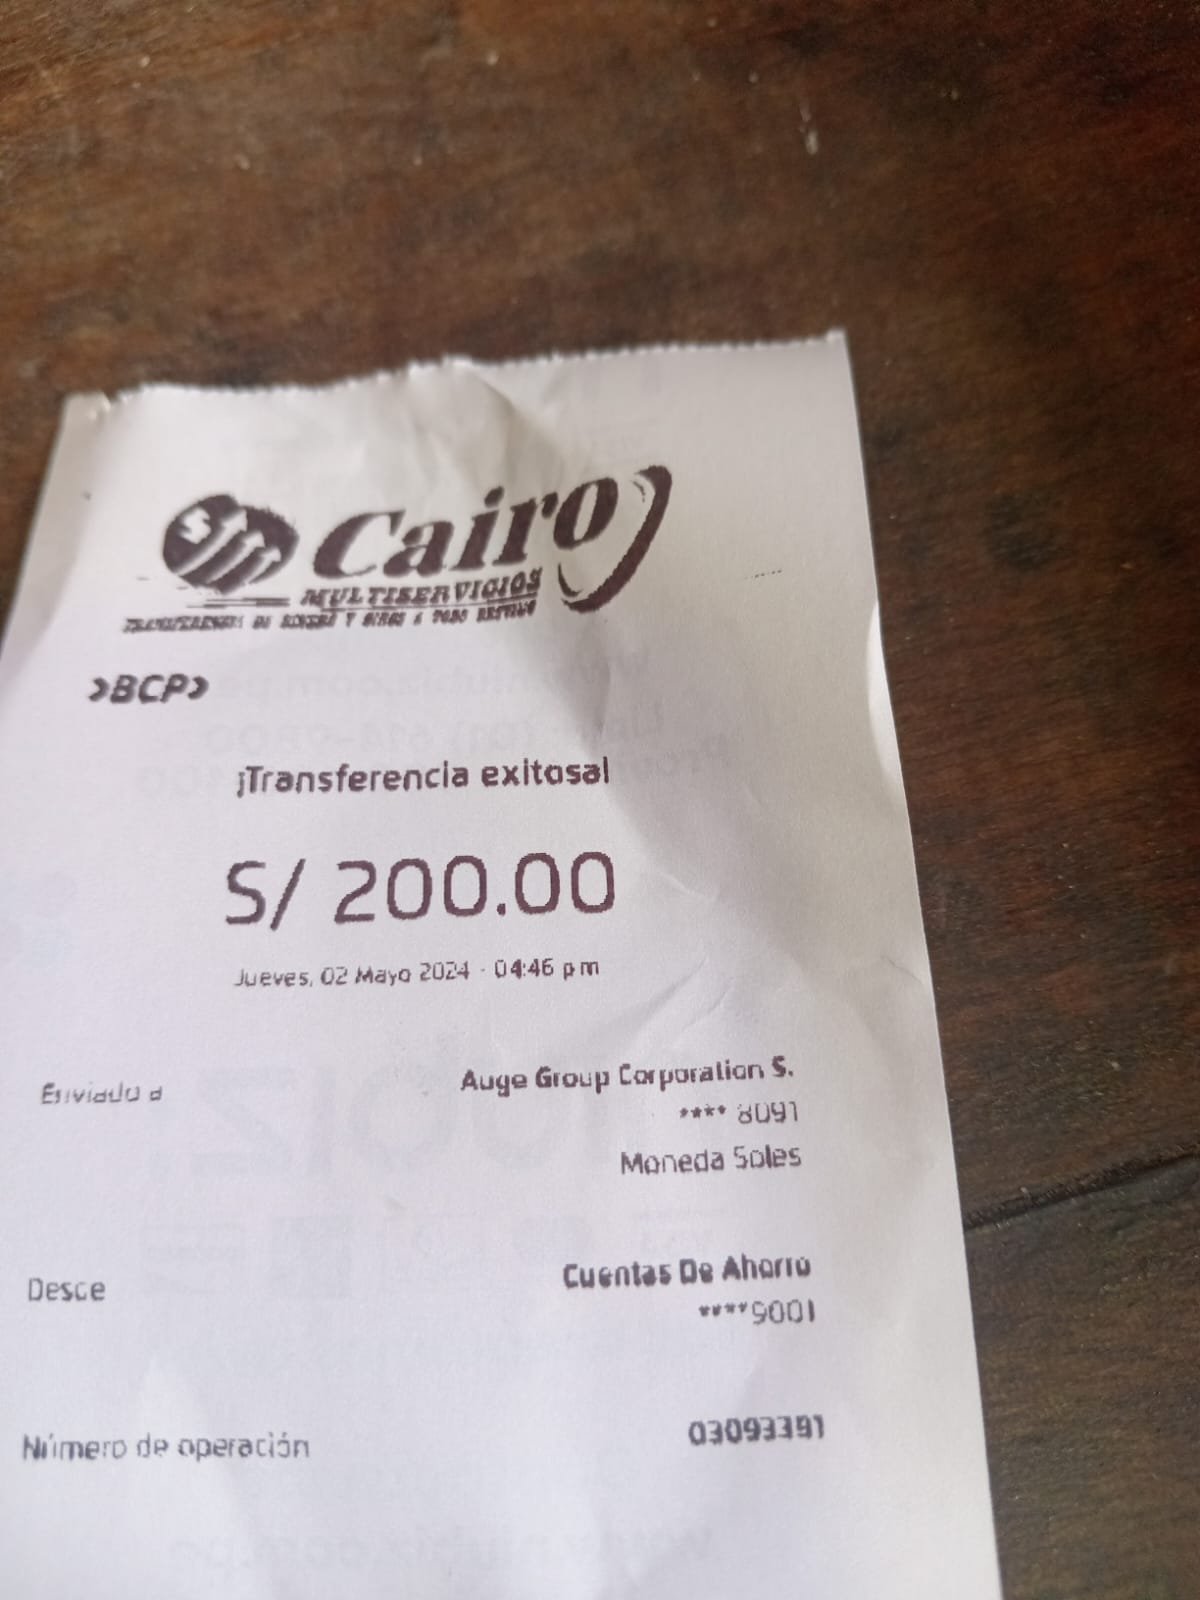 Cairo
MULTISERVICIOS
TRANSFERENCIA DE DINERO Y GIROS A TODO DESTINO
›BCP›
¡Transferencia exitosa!
S/ 200.00
Jueves, 02 Mayo 2024 - 04:46 pm
Enviado a
Auge Group Corporation S.
**** 8091
Moneda Soles
Desde
Cuentas De Ahorro
****9001
Número de operación
03093391